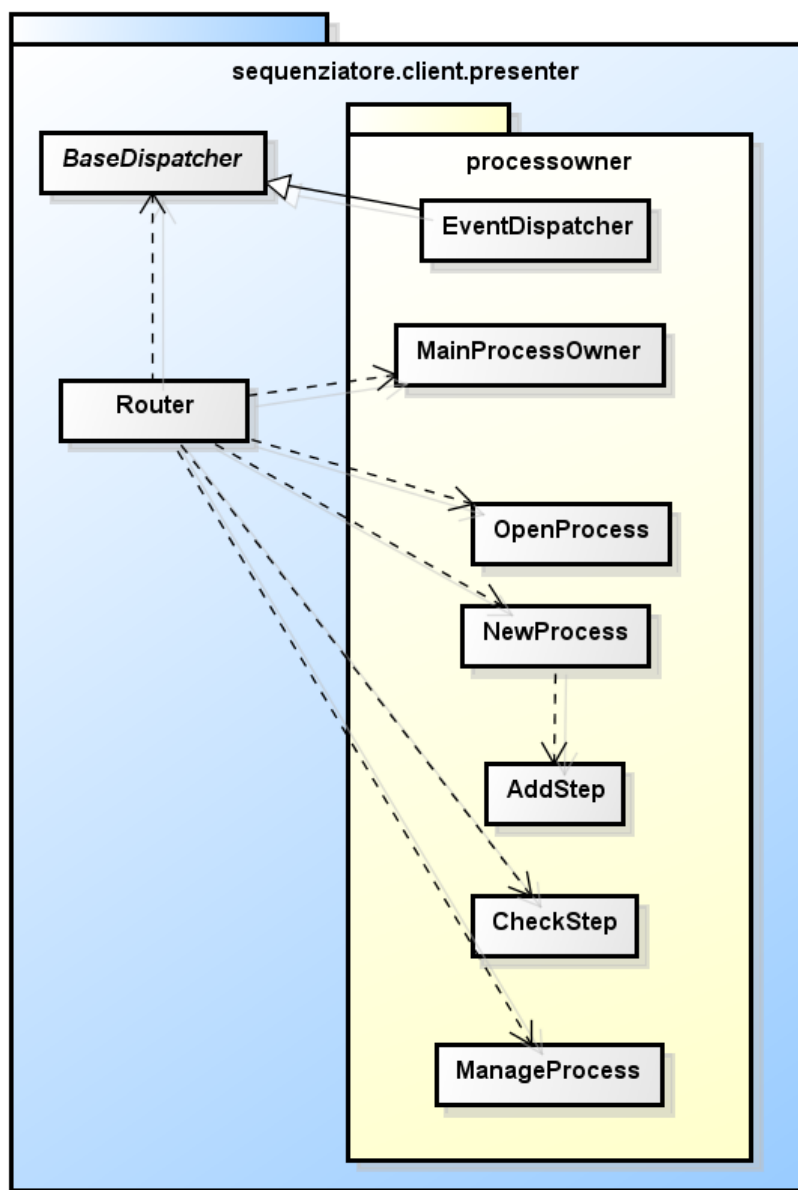 sequenziatore.client.presenter
BaseDispatcher
processowner
EventDispatcher
MainProcessOwner
Router
OpenProcess
NewProcess
AddStep
CheckStep
ManageProcess